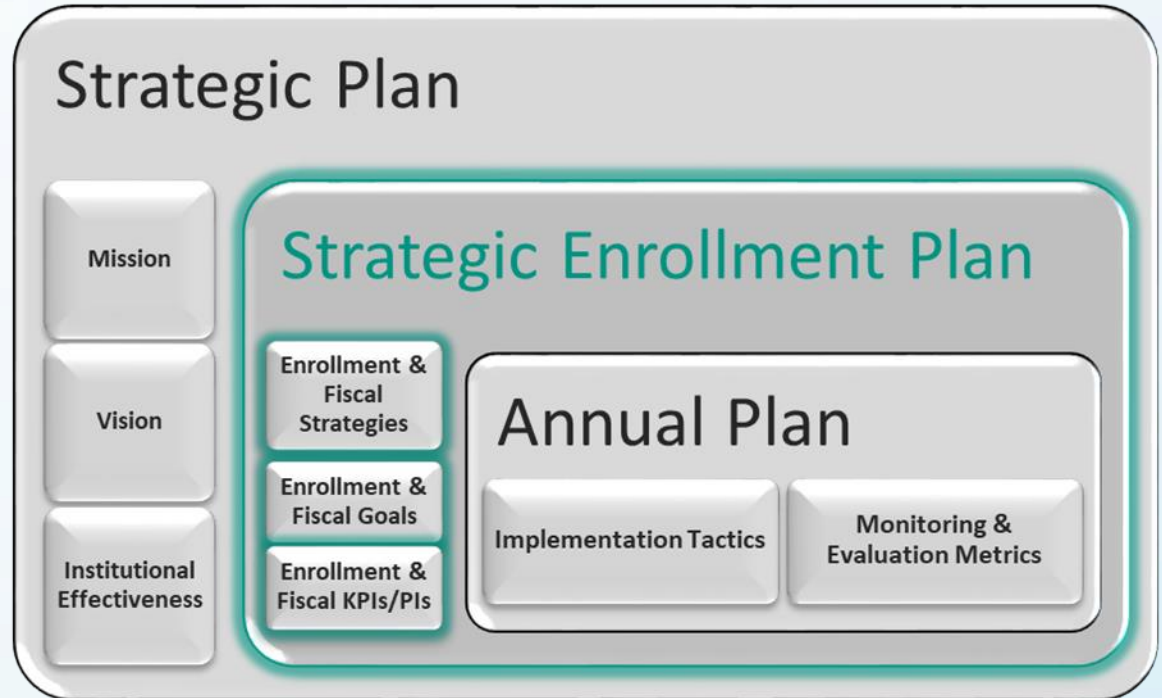 Strategic Plan
Mission
Vision
Institutional
Effectiveness
Strategic Enrollment Plan
Enrollment &
Fiscal
Strategies
Enrollment &
Fiscal Goals
Enrollment &
Fiscal KPIs/PIs
Annual Plan
Implementation Tactics
Monitoring &
Evaluation Metrics